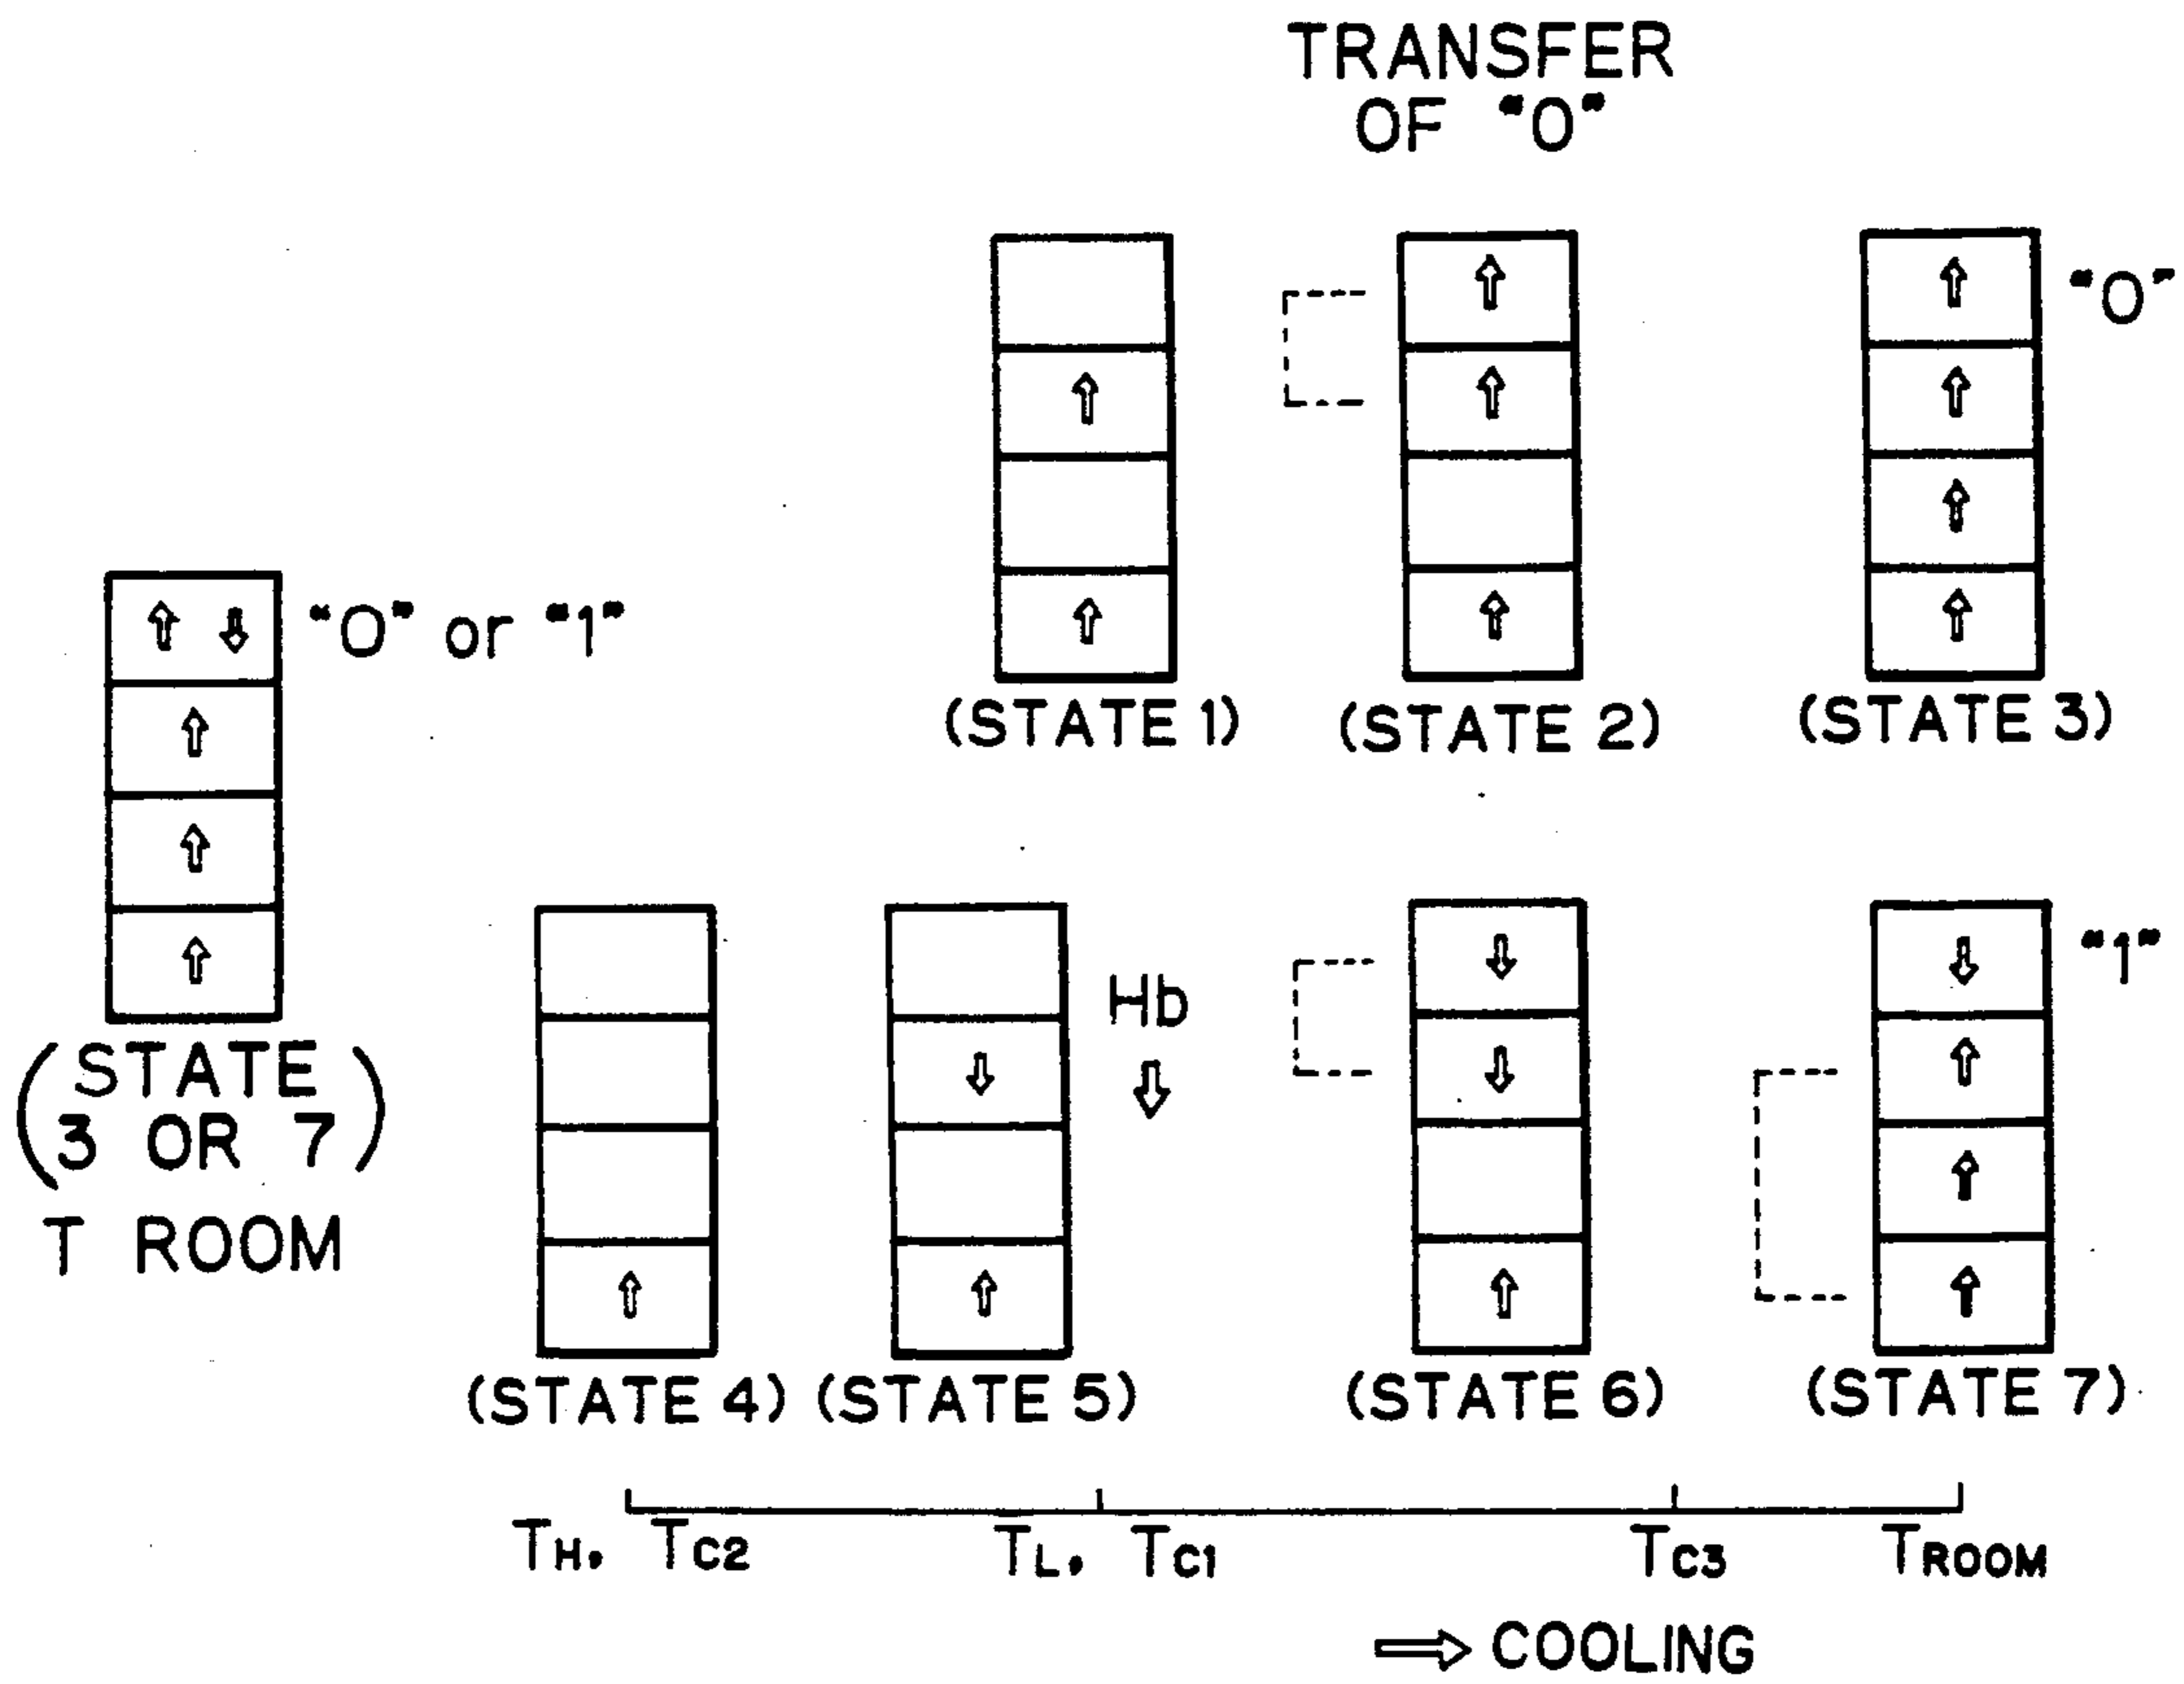 TRANSFER
OF "0"
"0"
(STATE 1)
(STATE 2)
(STATE 3)
"0" or "1"
(STATE
3 OR 7)
T ROOM
Hb
"1"
(STATE 4)
(STATE 5)
(STATE 6)
(STATE 7)
TH, TC2
TL, TC1
TC3
TROOM
⇒ COOLING